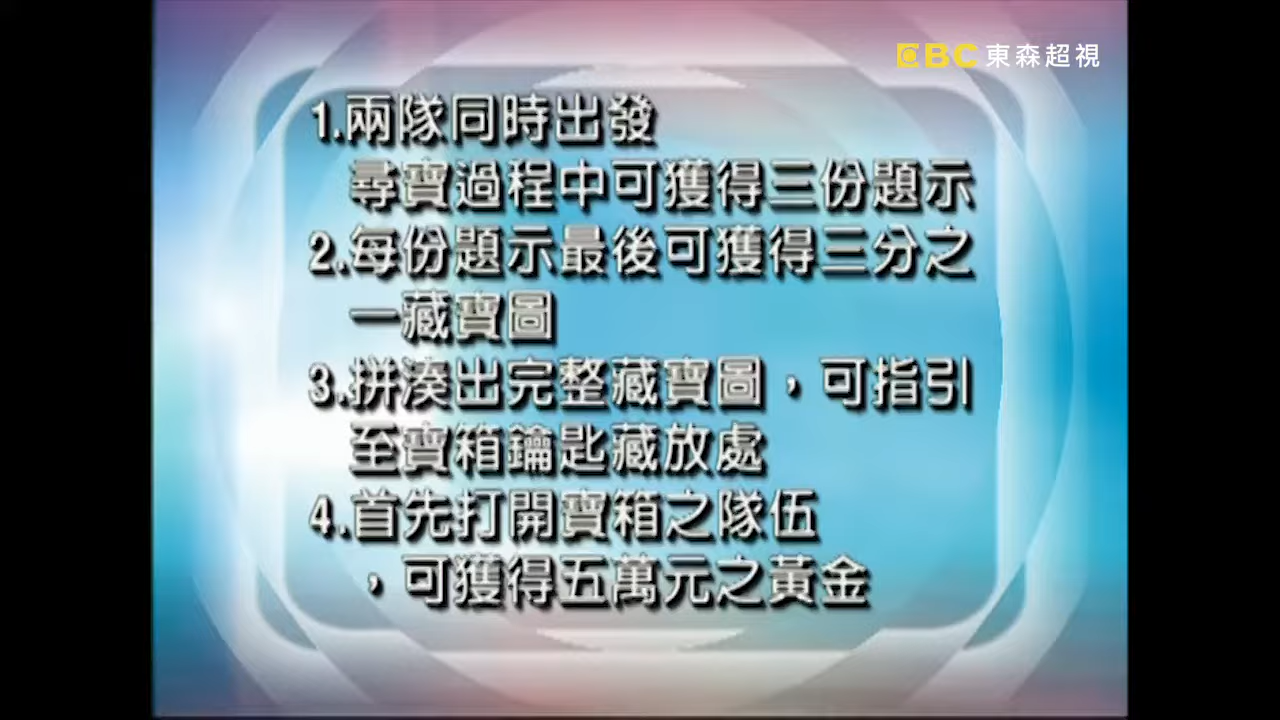 EBC 東森超視
1.兩隊同時出發
尋寶過程中可獲得三份題示
2.每份題示最後可獲得三分之
一藏寶圖
3.拼湊出完整藏寶圖，可指引
至寶箱鑰匙藏放處
4.首先打開寶箱之隊伍
，可獲得五萬元之黃金